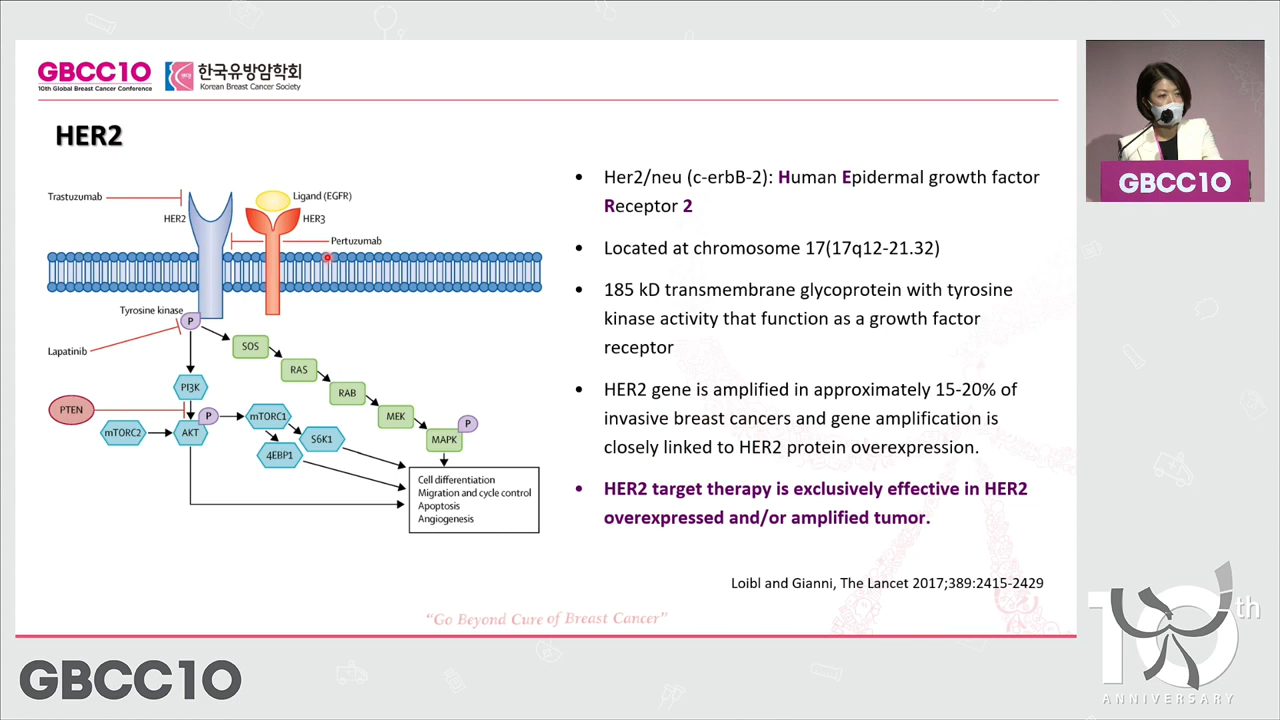 GBCC10
10th Global Breast Cancer Conference
한국유방암학회
Korean Breast Cancer Society
HER2
Trastuzumab
HER2
Ligand (EGFR)
HER3
Pertuzumab
Tyrosine kinase
P
Lapatinib
SOS
RAS
RAB
MEK
MAPK
P
PI3K
PTEN
P
mTORC2
AKT
mTORC1
S6K1
4EBP1
Cell differentiation
Migration and cycle control
Apoptosis
Angiogenesis
• Her2/neu (c-erbB-2): Human Epidermal growth factor
Receptor 2
• Located at chromosome 17(17q12-21.32)
• 185 kD transmembrane glycoprotein with tyrosine
kinase activity that function as a growth factor
receptor
• HER2 gene is amplified in approximately 15-20% of
invasive breast cancers and gene amplification is
closely linked to HER2 protein overexpression.
• HER2 target therapy is exclusively effective in HER2
overexpressed and/or amplified tumor.
Loibl and Gianni, The Lancet 2017;389:2415-2429
“Go Beyond Cure of Breast Cancer”
GBCC10
GBCC10
10th
ANNIVERSARY